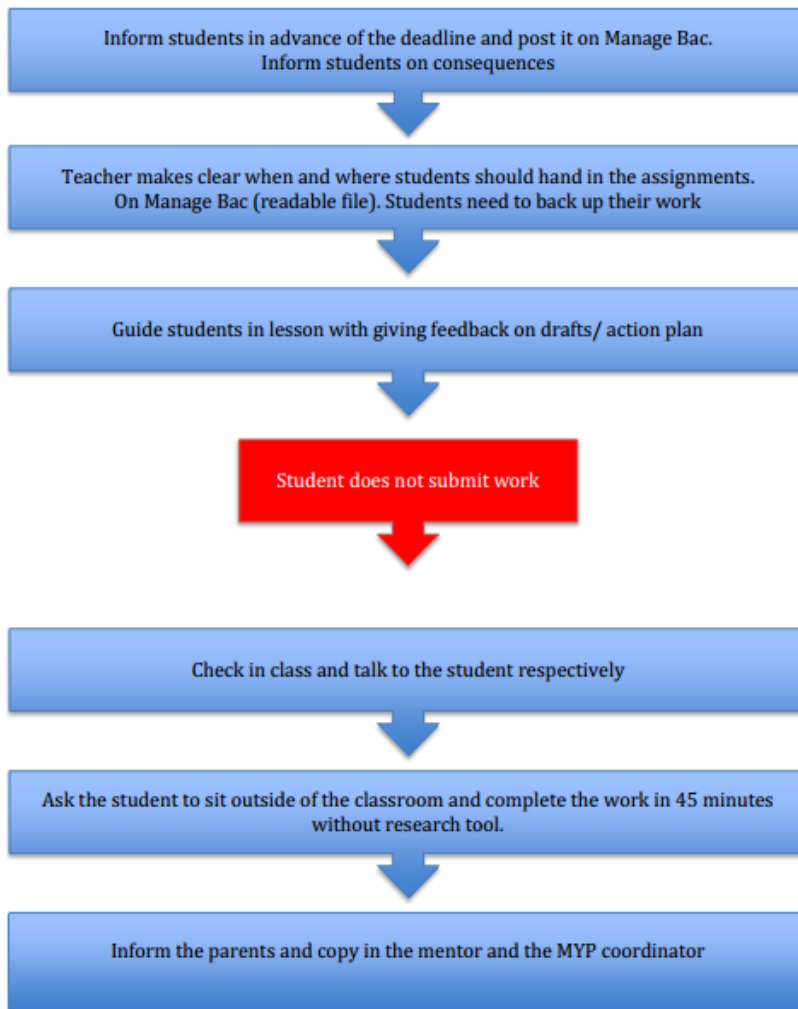 Inform students in advance of the deadline and post it on Manage Bac.
Inform students on consequences
Teacher makes clear when and where students should hand in the assignments.
On Manage Bac (readable file). Students need to back up their work
Guide students in lesson with giving feedback on drafts/ action plan
Student does not submit work
Check in class and talk to the student respectively
Ask the student to sit outside of the classroom and complete the work in 45 minutes
without research tool.
Inform the parents and copy in the mentor and the MYP coordinator